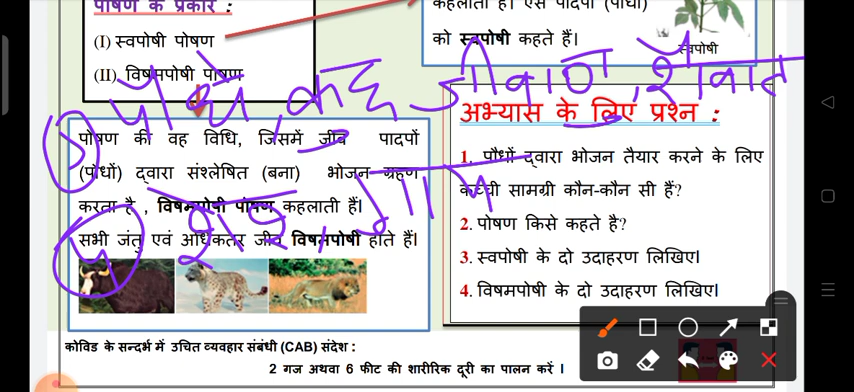 पोषण के प्रकार :
(I) स्वपोषी पोषण
(II) विषमपोषी पोषण
कहलाता है। ऐसे पादपों (पौधों)
को स्वपोषी कहते हैं।
स्वपोषी
③ पौधे, कुछ जीवाणु, शैवाल
④ शेर, गाय
पोषण की वह विधि, जिसमें जीव पादपों
(पौधों) द्वारा संश्लेषित (बना) भोजन ग्रहण
करता है , विषमपोषी पोषण कहलाती हैं।
सभी जंतु एवं अधिकतर जीव विषमपोषी होते हैं।
अभ्यास के लिए प्रश्न :
1. पौधों द्वारा भोजन तैयार करने के लिए
कच्ची सामग्री कौन-कौन सी हैं?
2. पोषण किसे कहते है?
3. स्वपोषी के दो उदाहरण लिखिए।
4. विषमपोषी के दो उदाहरण लिखिए।
कोविड के सन्दर्भ में उचित व्यवहार संबंधी (CAB) संदेश :
2 गज अथवा 6 फीट की शारीरिक दूरी का पालन करें ।